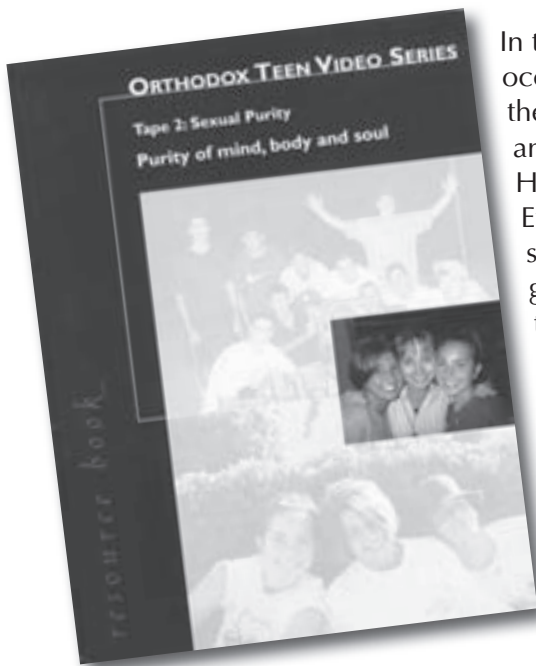 ORTHODOX TEEN VIDEO SERIES
Tape 2: Sexual Purity
Purity of mind, body and soul
resource book
In t
occ
the
an
H
E
s
g
t